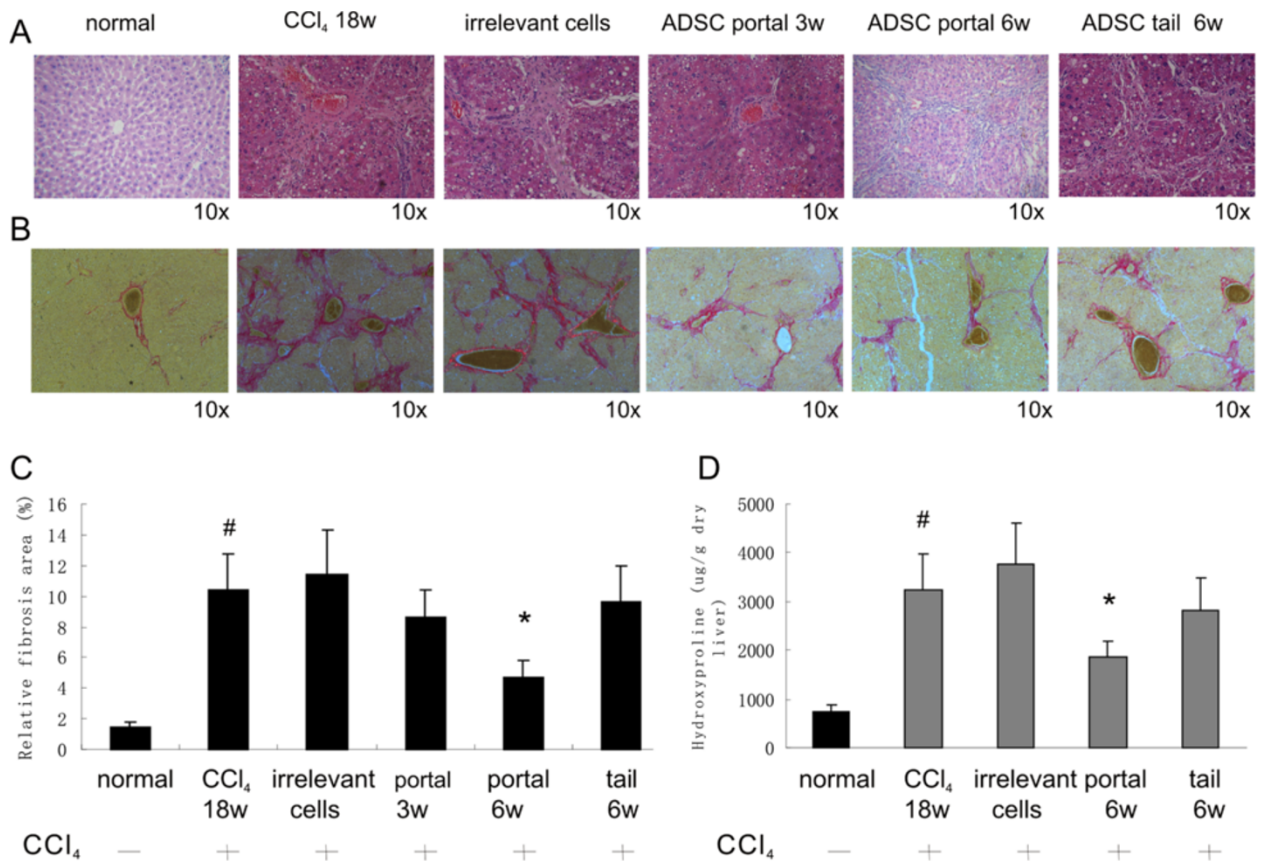 A
normal
CCl₄ 18w
irrelevant cells
ADSC portal 3w
ADSC portal 6w
ADSC tail 6w
10x
10x
10x
10x
10x
10x
B
10x
10x
10x
10x
10x
10x
C
Relative fibrosis area (%)
16
14
12
10
8
6
4
2
0
#
*
normal
CCl₄
18w
irrelevant
cells
portal
3w
portal
6w
tail
6w
CCl₄
— + + + + +
D
Hydroxyproline (ug/g dry
liver)
5000
4000
3000
2000
1000
0
#
*
normal
CCl₄
18w
irrelevant
cells
portal
6w
tail
6w
CCl₄
— + + + +